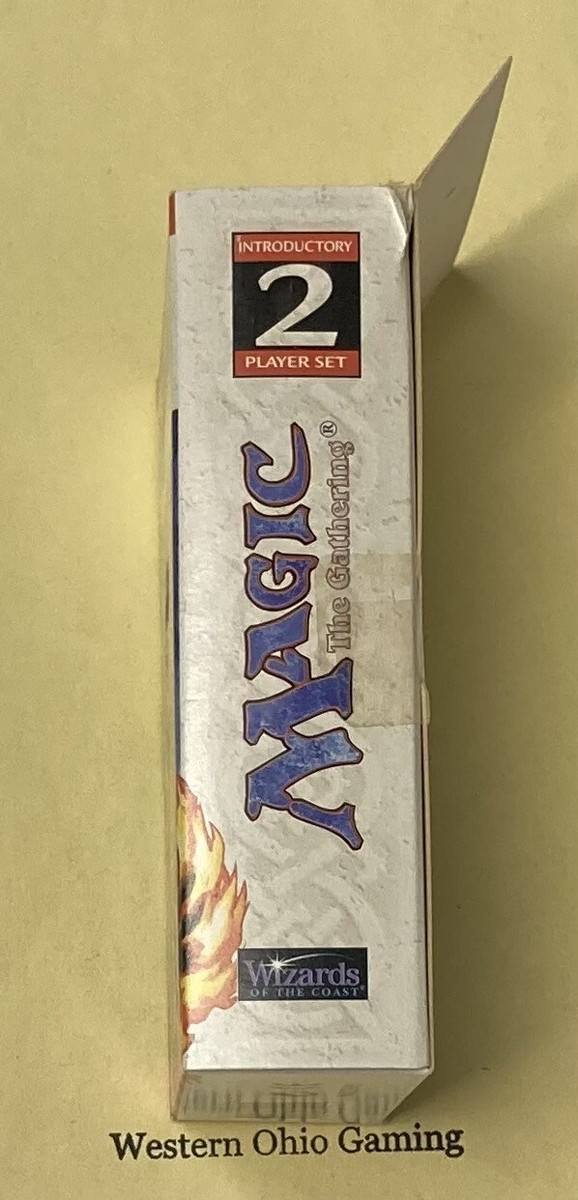 INTRODUCTORY
2
PLAYER SET
MAGIC
The Gathering®
Wizards
OF THE COAST®
Western Ohio Gaming